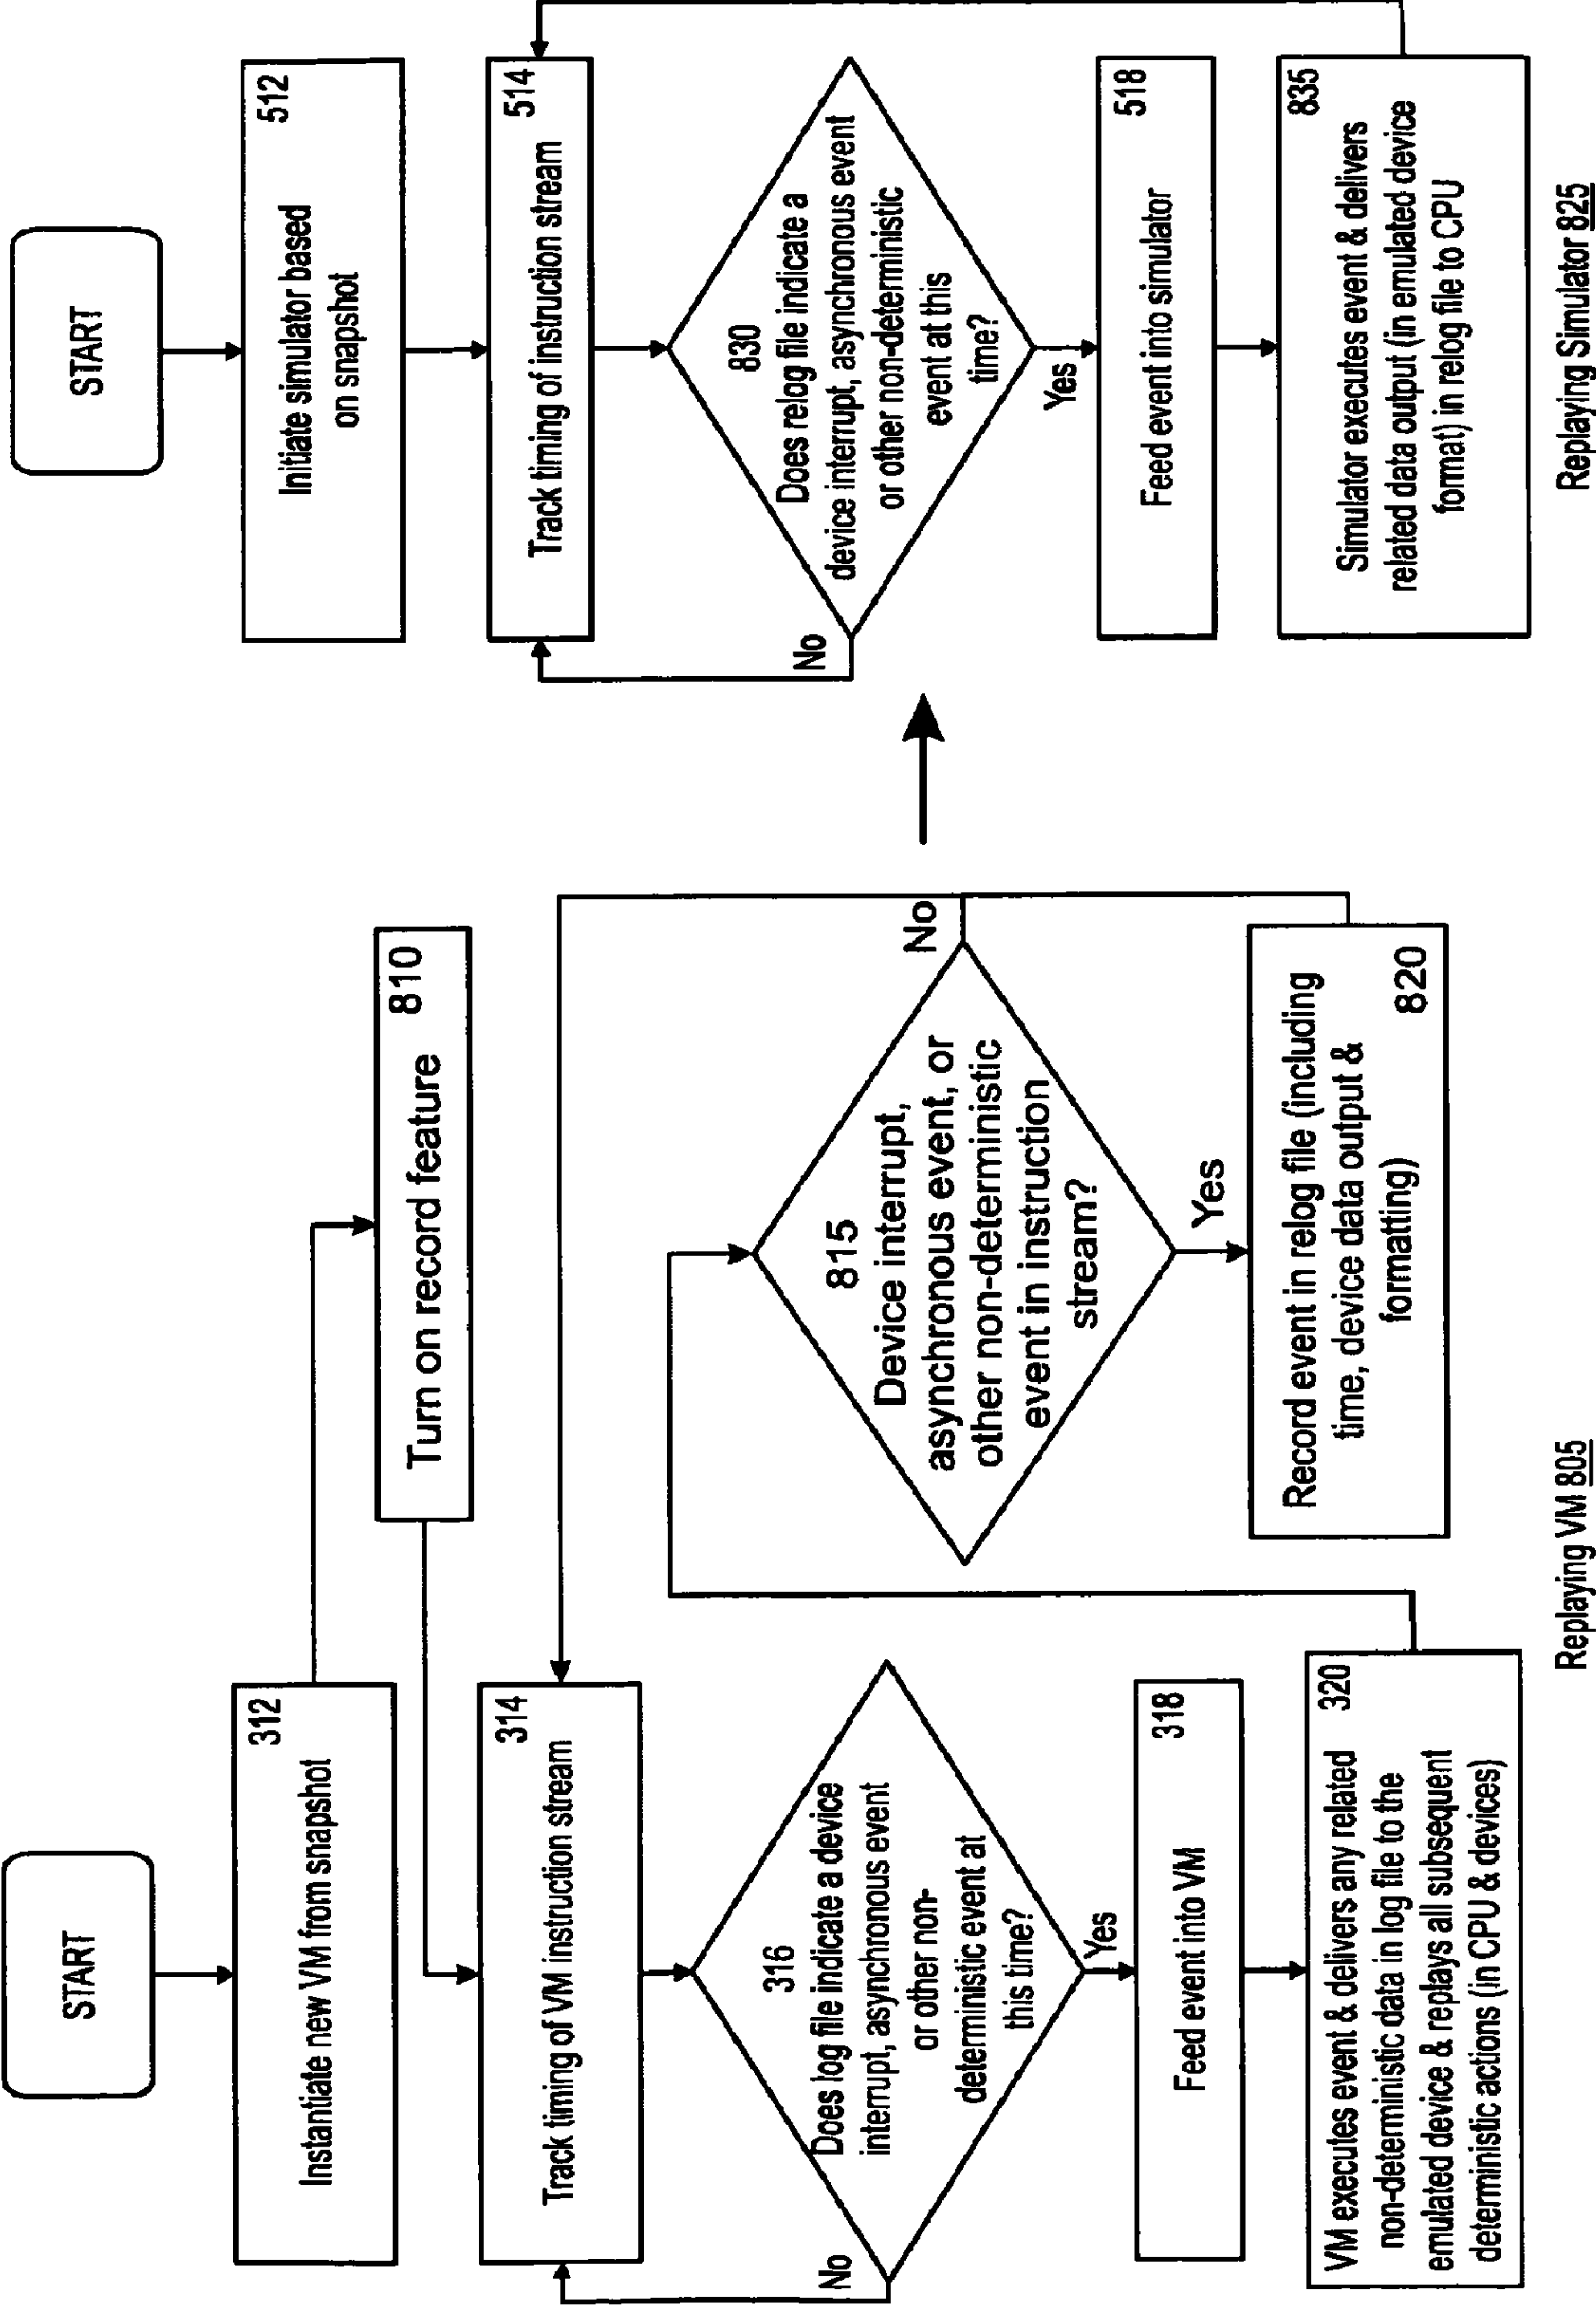 START
312
Instantiate new VM from snapshot
810
Turn on record feature
314
Track timing of VM instruction stream
316
Does log file indicate a device
interrupt, asynchronous event
or other non-
deterministic event at
this time?
No
Yes
318
Feed event into VM
320
VM executes event & delivers any related
non-deterministic data in log file to the
emulated device & replays all subsequent
deterministic actions (in CPU & devices)
815
Device interrupt,
asynchronous event, or
other non-deterministic
event in instruction
stream?
No
Yes
Record event in relog file (including
time, device data output &
formatting)
820
Replaying VM 805
START
512
Initiate simulator based
on snapshot
514
Track timing of instruction stream
830
Does relog file indicate a
device interrupt, asynchronous event
or other non-deterministic
event at this
time?
No
Yes
518
Feed event into simulator
835
Simulator executes event & delivers
related data output (in emulated device
format) in relog file to CPU
Replaying Simulator 825